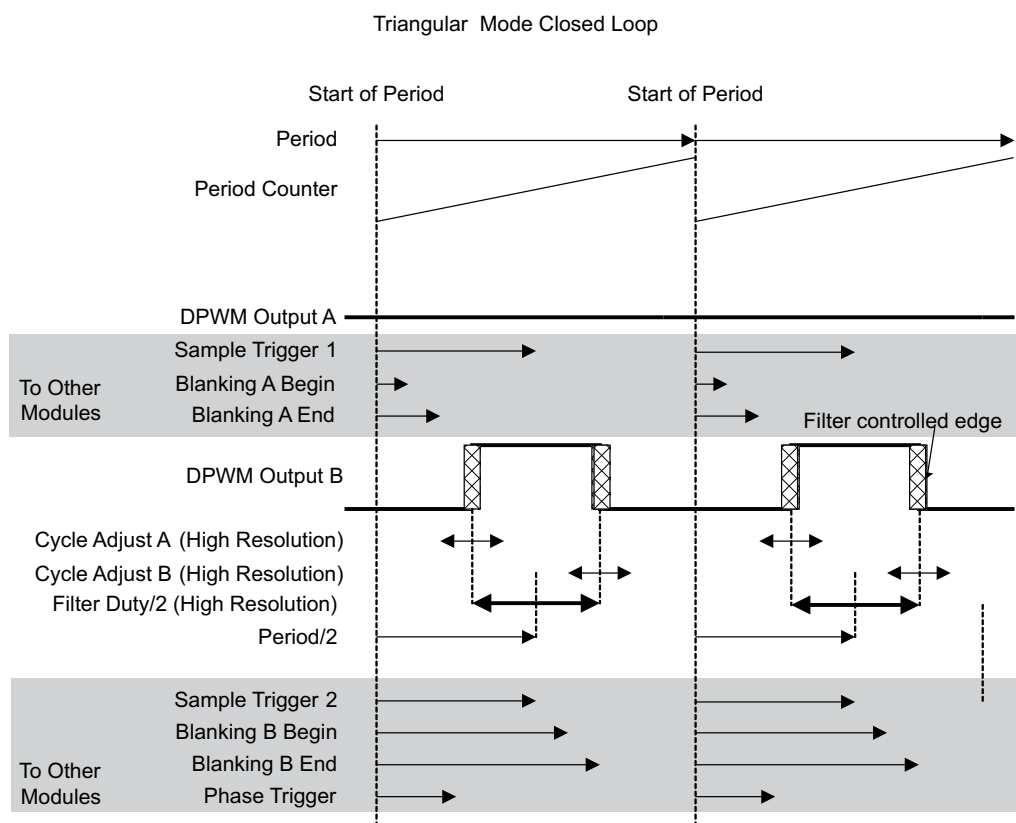 Triangular Mode Closed Loop
Start of Period
Start of Period
Period
Period Counter
DPWM Output A
To Other
Modules
Sample Trigger 1
Blanking A Begin
Blanking A End
Filter controlled edge
DPWM Output B
Cycle Adjust A (High Resolution)
Cycle Adjust B (High Resolution)
Filter Duty/2 (High Resolution)
Period/2
Sample Trigger 2
Blanking B Begin
Blanking B End
Phase Trigger
To Other
Modules